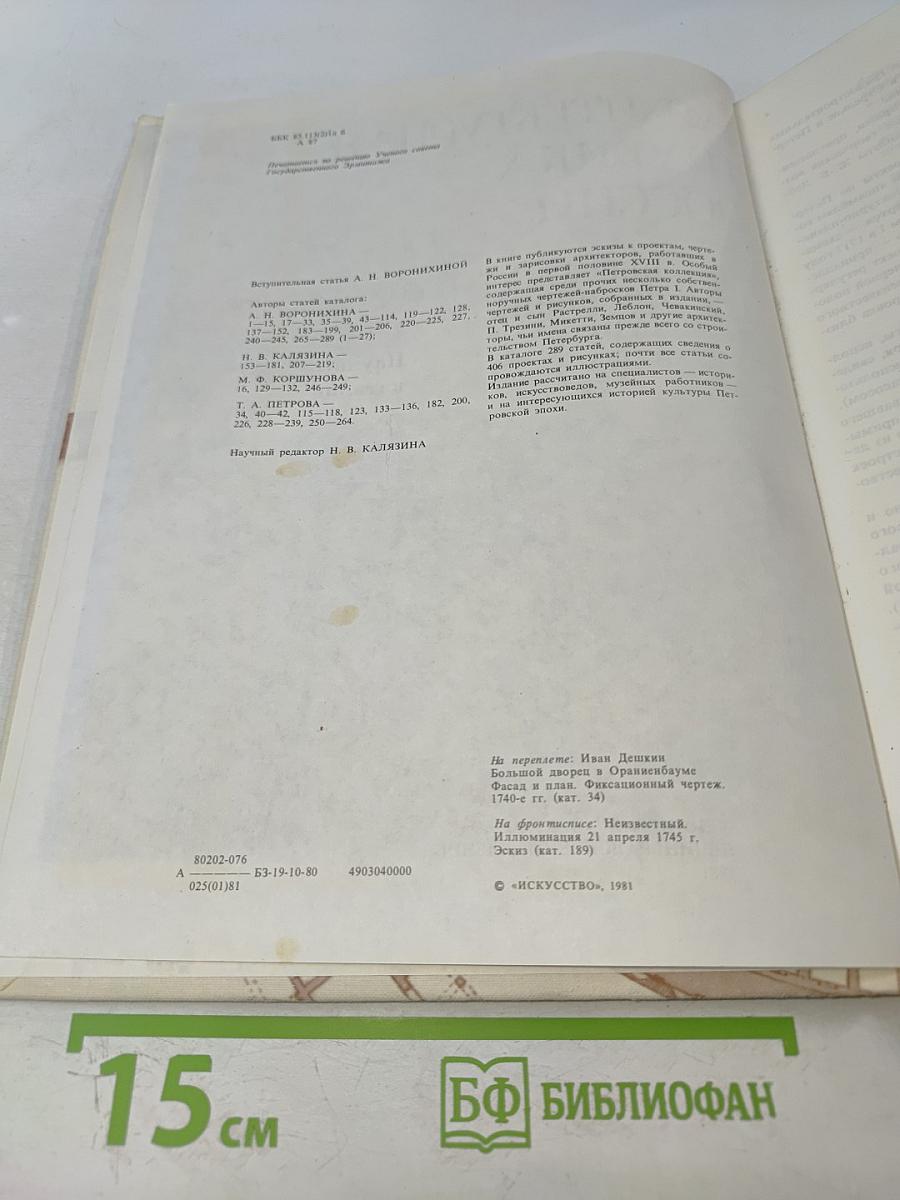 ББК 85.113(2)1я 6
А 87
Печатается по решению Ученого совета
Государственного Эрмитажа
Вступительная статья А. Н. ВОРОНИХИНОЙ
Авторы статей каталога:
А. Н. ВОРОНИХИНА —
1—15, 17—33, 35—39, 43—114, 119—122, 128,
137—152, 183—199, 201—206, 220—225, 227,
240—245, 265—289 (1—27);
Н. В. КАЛЯЗИНА —
153—181, 207—219;
М. Ф. КОРШУНОВА —
16, 129—132, 246—249;
Т. А. ПЕТРОВА —
34, 40—42, 115—118, 123, 133—136, 182, 200,
226, 228—239, 250—264.
Научный редактор Н. В. КАЛЯЗИНА
В книге публикуются эскизы к проектам, черте-
жи и зарисовки архитекторов, работавших в
России в первой половине XVIII в. Особый
интерес представляет «Петровская коллекция»,
содержащая среди прочих несколько собствен-
норучных чертежей-набросков Петра I. Авторы
чертежей и рисунков, собранных в издании, —
отец и сын Растрелли, Леблон, Чевакинский,
П. Трезини, Микетти, Земцов и другие архитек-
торы, чьи имена связаны прежде всего со строи-
тельством Петербурга.
В каталоге 289 статей, содержащих сведения о
406 проектах и рисунках; почти все статьи со-
провождаются иллюстрациями.
Издание рассчитано на специалистов — истори-
ков, искусствоведов, музейных работников —
и на интересующихся историей культуры Пет-
ровской эпохи.
На переплете: Иван Дешкин
Большой дворец в Ораниенбауме
Фасад и план. Фиксационный чертеж.
1740-е гг. (кат. 34)
На фронтисписе: Неизвестный.
Иллюминация 21 апреля 1745 г.
Эскиз (кат. 189)
80202-076
А ——— БЗ-19-10-80 4903040000
025(01)81
© «ИСКУССТВО», 1981
15 см
БФ БИБЛИОФАН